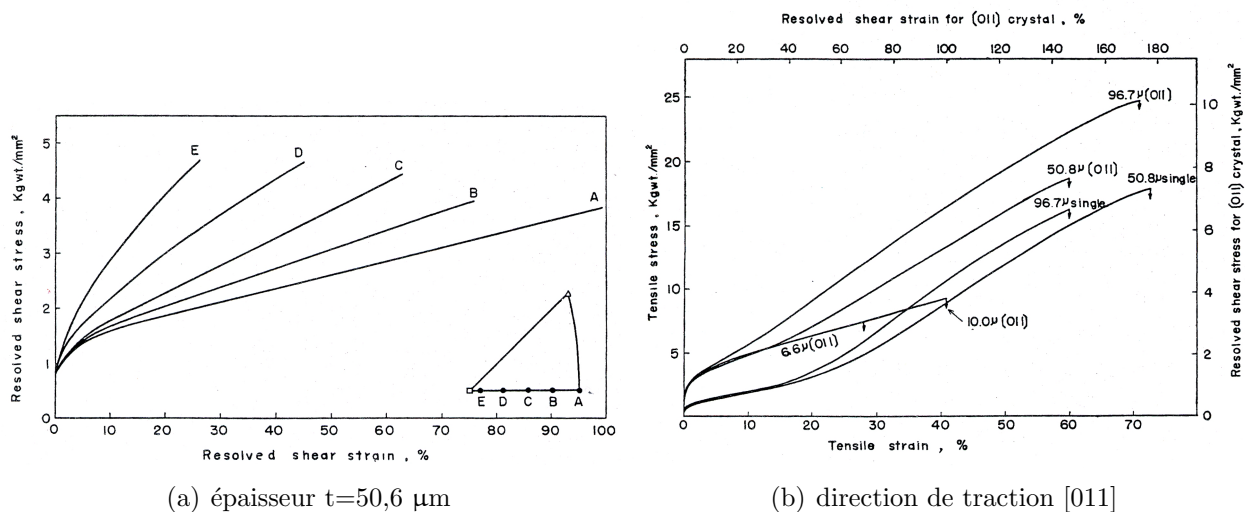 Resolved shear strain for (011) crystal , %
0 20 40 60 80 100 120 140 160 180
25
20
15
10
5
Tensile stress, Kgwt./mm²
96.7μ(011)
50.8μ(011)
50.8μsingle
96.7μsingle
10.0μ(011)
6.6μ(011)
10
8
6
4
2
0
Resolved shear stress for (011) crystal, Kgwt./mm²
0 10 20 30 40 50 60 70
Tensile strain , %
5
4
3
2
1
0
Resolved shear stress, Kgwt./mm²
E
D
C
B
A
E D C B A
0 10 20 30 40 50 60 70 80 90 100
Resolved shear strain, %
(a) épaisseur t=50,6 μm
(b) direction de traction [011]